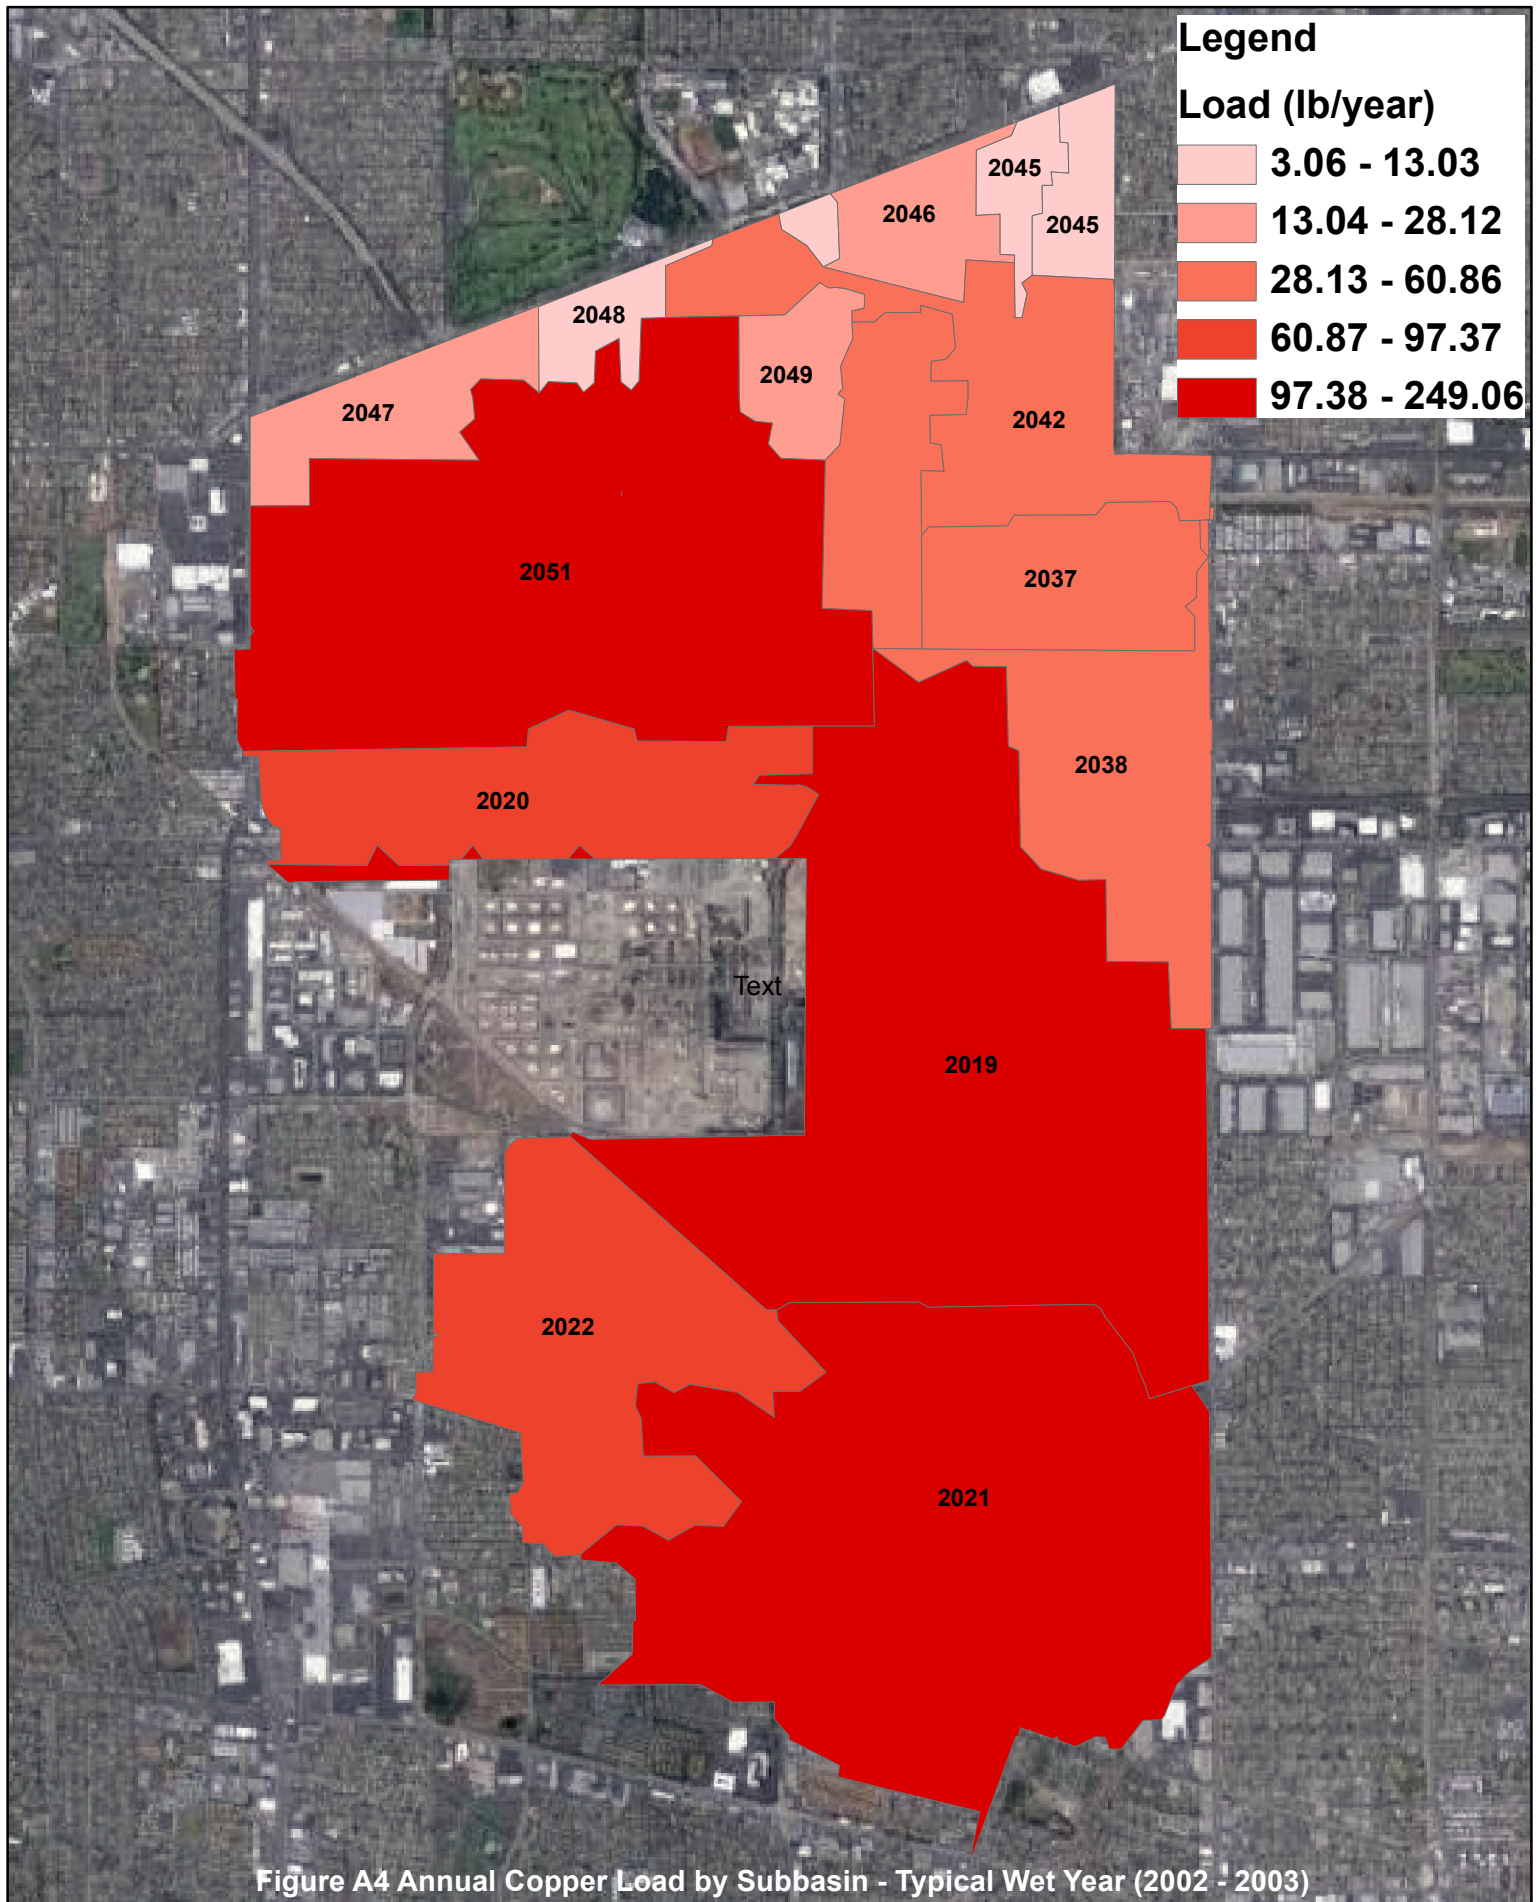 Legend
Load (lb/year)
3.06 - 13.03
13.04 - 28.12
28.13 - 60.86
60.87 - 97.37
97.38 - 249.06
2045
2046
2045
2048
2049
2047
2042
2051
2037
2038
2020
Text
2019
2022
2021
Figure A4 Annual Copper Load by Subbasin - Typical Wet Year (2002 - 2003)